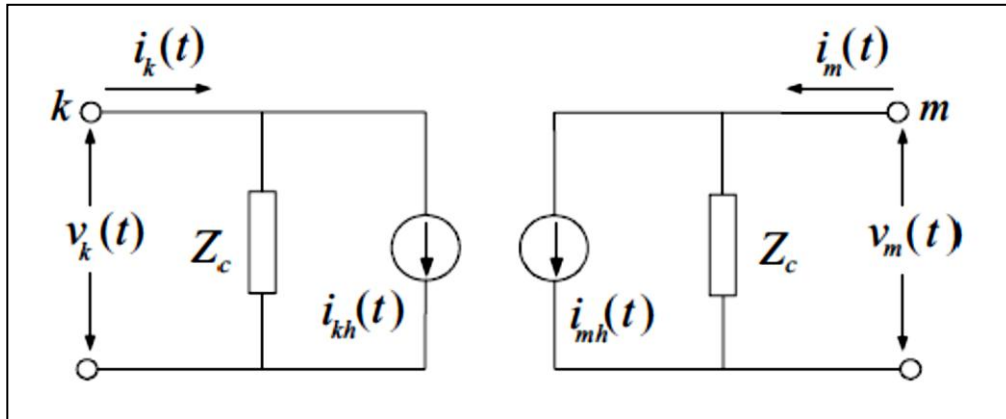 i_k(t) i_m(t)
k m
v_k(t) Z_c i_kh(t) i_mh(t) Z_c v_m(t)